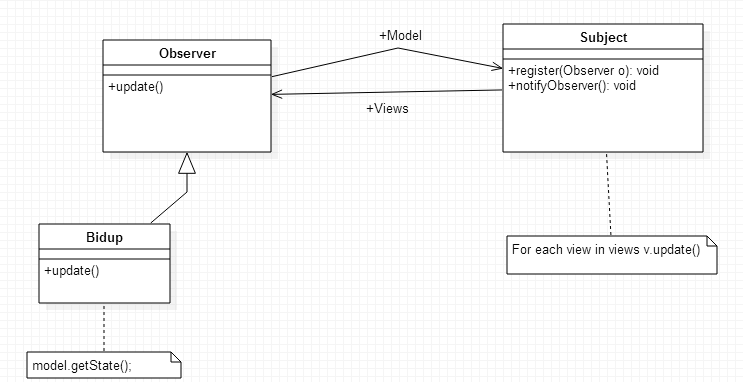 +Model
Observer
Subject
+update()
+register(Observer o): void
+notifyObserver(): void
+Views
Bidup
+update()
For each view in views v.update()
model.getState();